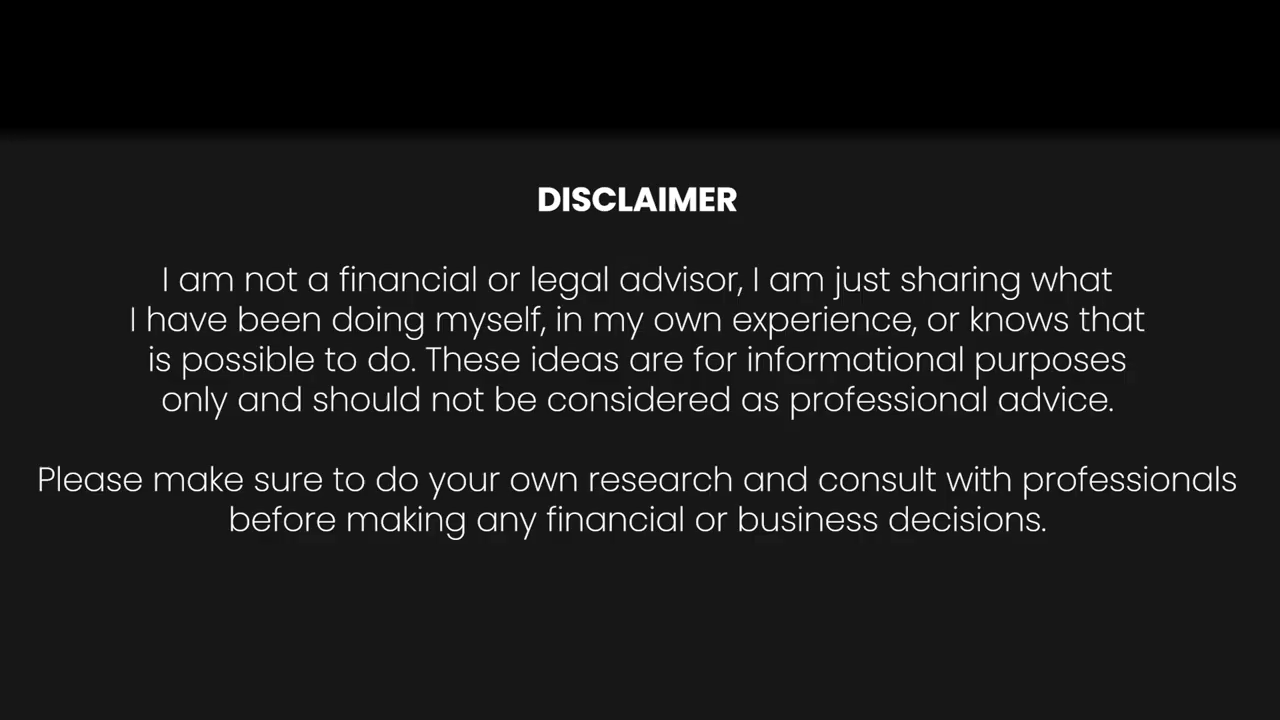 DISCLAIMER
I am not a financial or legal advisor, I am just sharing what
I have been doing myself, in my own experience, or knows that
is possible to do. These ideas are for informational purposes
only and should not be considered as professional advice.
Please make sure to do your own research and consult with professionals
before making any financial or business decisions.